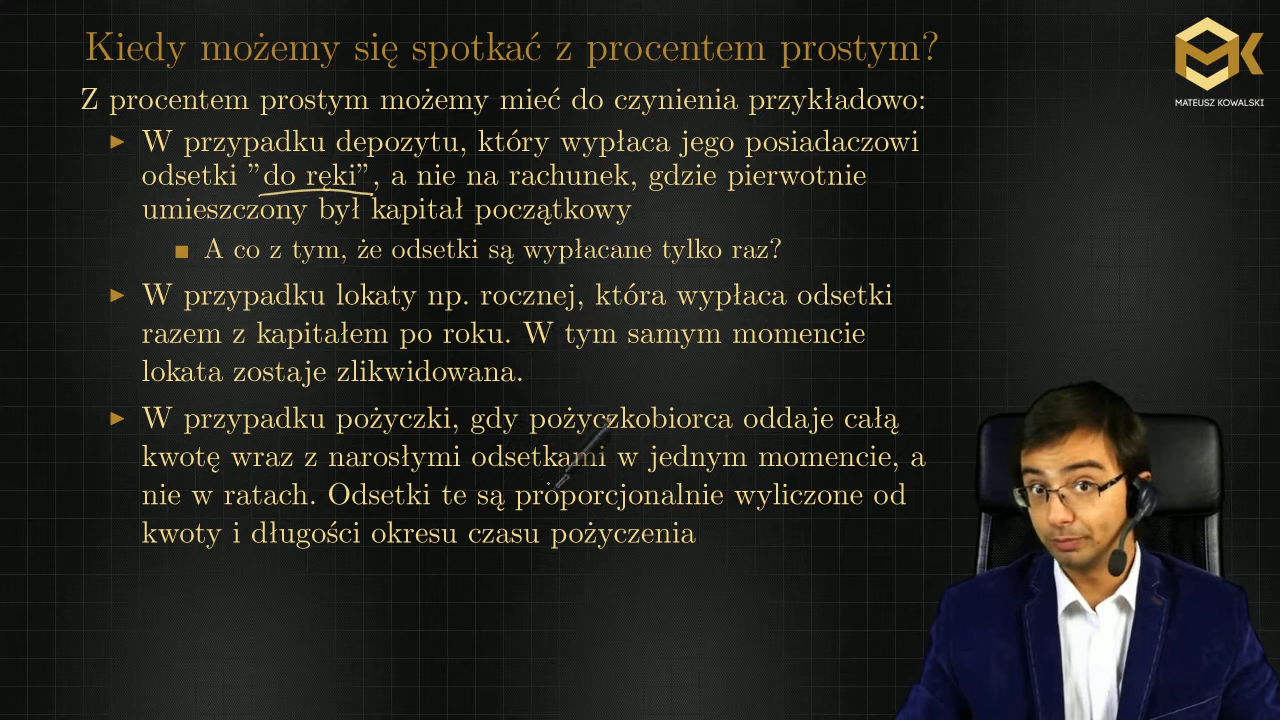 Kiedy możemy się spotkać z procentem prostym?
Z procentem prostym możemy mieć do czynienia przykładowo:
W przypadku depozytu, który wypłaca jego posiadaczowi
odsetki ”do ręki”, a nie na rachunek, gdzie pierwotnie
umieszczony był kapitał początkowy
A co z tym, że odsetki są wypłacane tylko raz?
W przypadku lokaty np. rocznej, która wypłaca odsetki
razem z kapitałem po roku. W tym samym momencie
lokata zostaje zlikwidowana.
W przypadku pożyczki, gdy pożyczkobiorca oddaje całą
kwotę wraz z narosłymi odsetkami w jednym momencie, a
nie w ratach. Odsetki te są proporcjonalnie wyliczone od
kwoty i długości okresu czasu pożyczenia
MK
MATEUSZ KOWALSKI